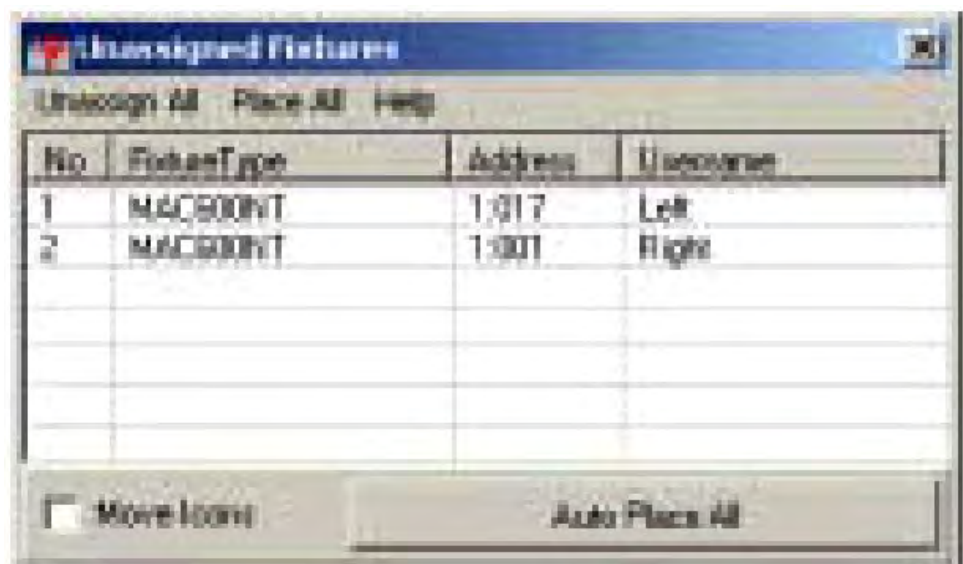 Unassigned Fixtures
Unassign All Place All Help
No FixtureType Address Username
1 MAC600NT 1:017 Left
2 MAC600NT 1:001 Right
Move Icons Auto Place All